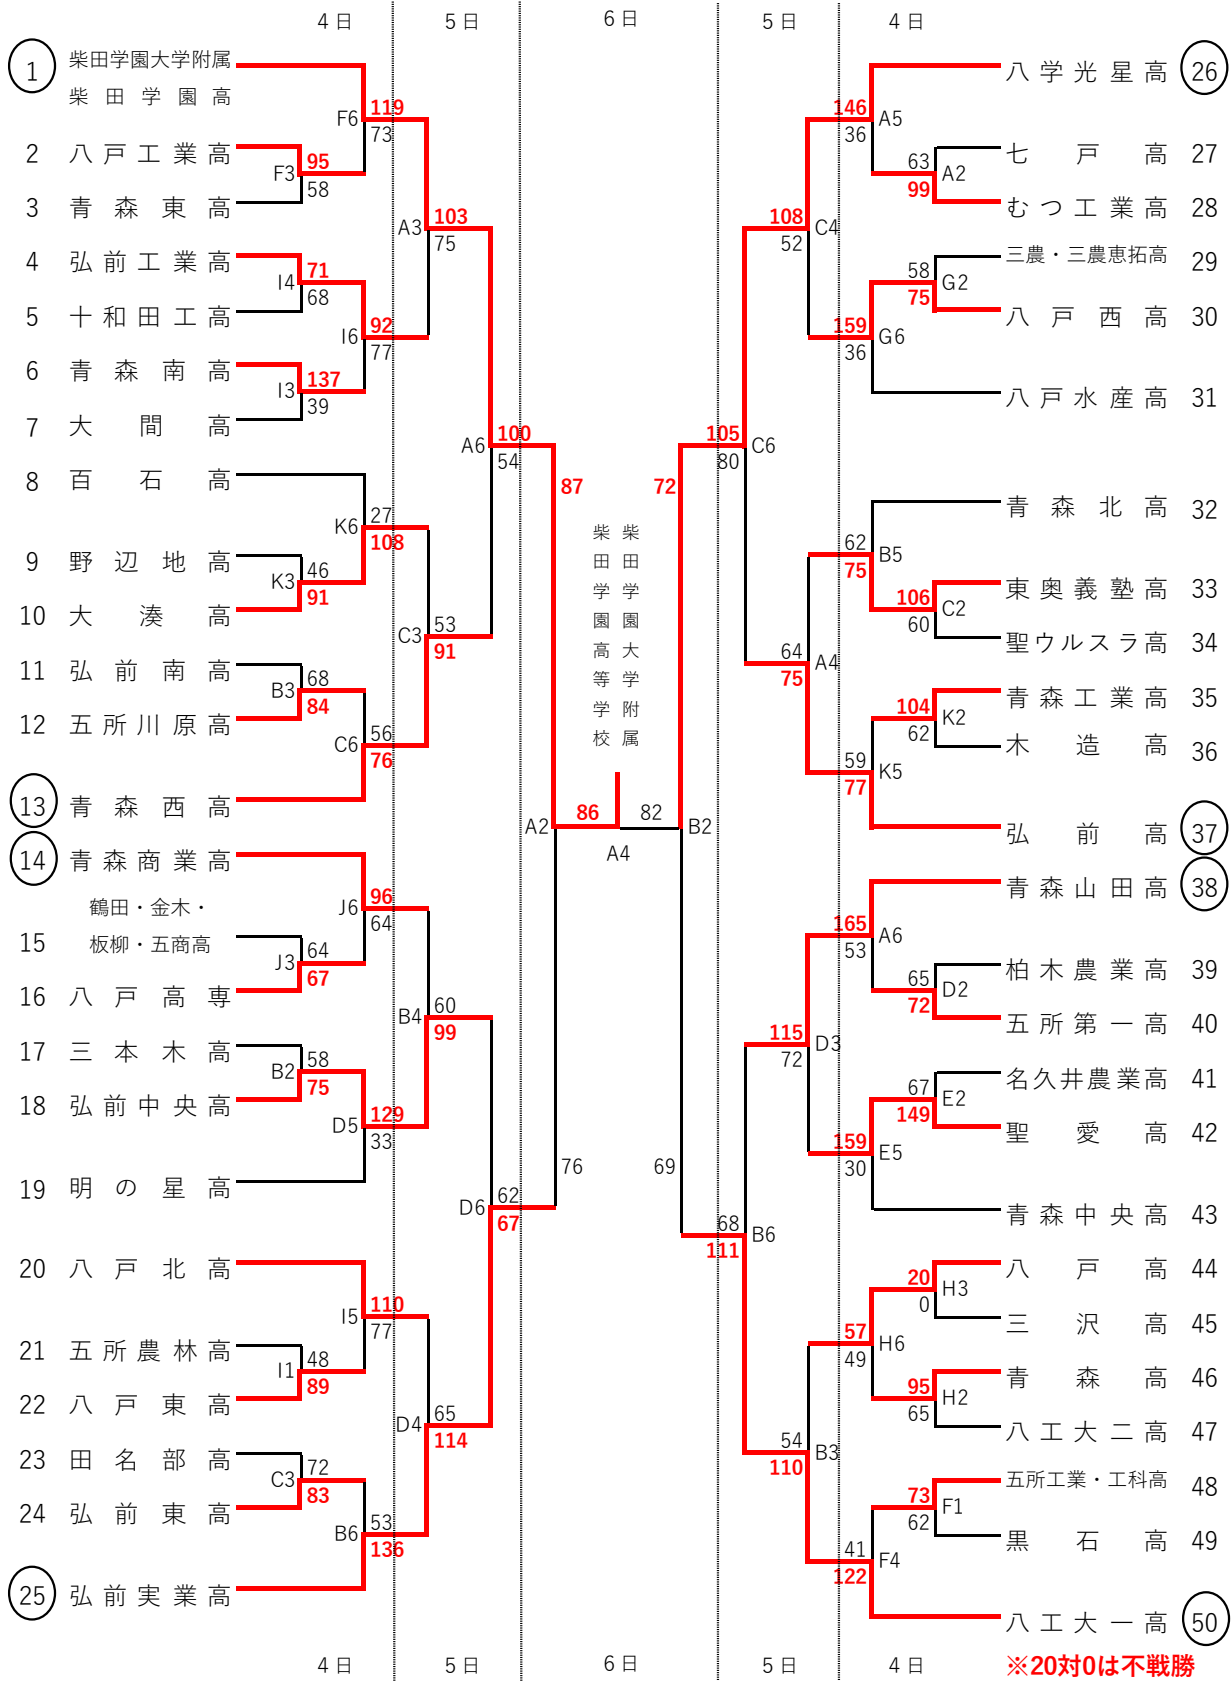 4 日
5 日
6 日
5 日
4 日
1 柴田学園大学附属
柴田学園高
2 八戸工業高
3 青森東高
4 弘前工業高
5 十和田工高
6 青森南高
7 大間高
8 百石高
9 野辺地高
10 大湊高
11 弘前南高
12 五所川原高
13 青森西高
14 青森商業高
鶴田・金木・
15 板柳・五商高
16 八戸高専
17 三本木高
18 弘前中央高
19 明の星高
20 八戸北高
21 五所農林高
22 八戸東高
23 田名部高
24 弘前東高
25 弘前実業高
F3 95
58
I4 71
68
I3 137
39
K3 46
91
B3 68
84
J3 64
67
B2 58
75
I1 48
89
C3 72
83
F6 119
73
I6 92
77
K6 27
108
C6 56
76
J6 96
64
D5 129
33
I5 110
77
B6 53
136
A3 103
75
C3 53
91
B4 60
99
D4 65
114
A6 100
54
D6 62
67
87
A2
76
柴田学園大学附属
柴田学園高等学校
86
82
A4
72
B2
69
105
C6
80
68
B6
111
108
C4
52
64
A4
75
115
D3
72
54
B3
110
146
A5
36
159
G6
36
62
B5
75
59
K5
77
165
A6
53
159
E5
30
57
H6
49
41
F4
122
63
A2
99
58
G2
75
106
C2
60
104
K2
62
65
D2
72
67
E2
149
20
H3
0
95
H2
65
73
F1
62
八学光星高 26
七戸高 27
むつ工業高 28
三農・三農恵拓高 29
八戸西高 30
八戸水産高 31
青森北高 32
東奥義塾高 33
聖ウルスラ高 34
青森工業高 35
木造高 36
弘前高 37
青森山田高 38
柏木農業高 39
五所第一高 40
名久井農業高 41
聖愛高 42
青森中央高 43
八戸高 44
三沢高 45
青森高 46
八工大二高 47
五所工業・工科高 48
黒石高 49
八工大一高 50
4 日
5 日
6 日
5 日
4 日
※20対0は不戦勝